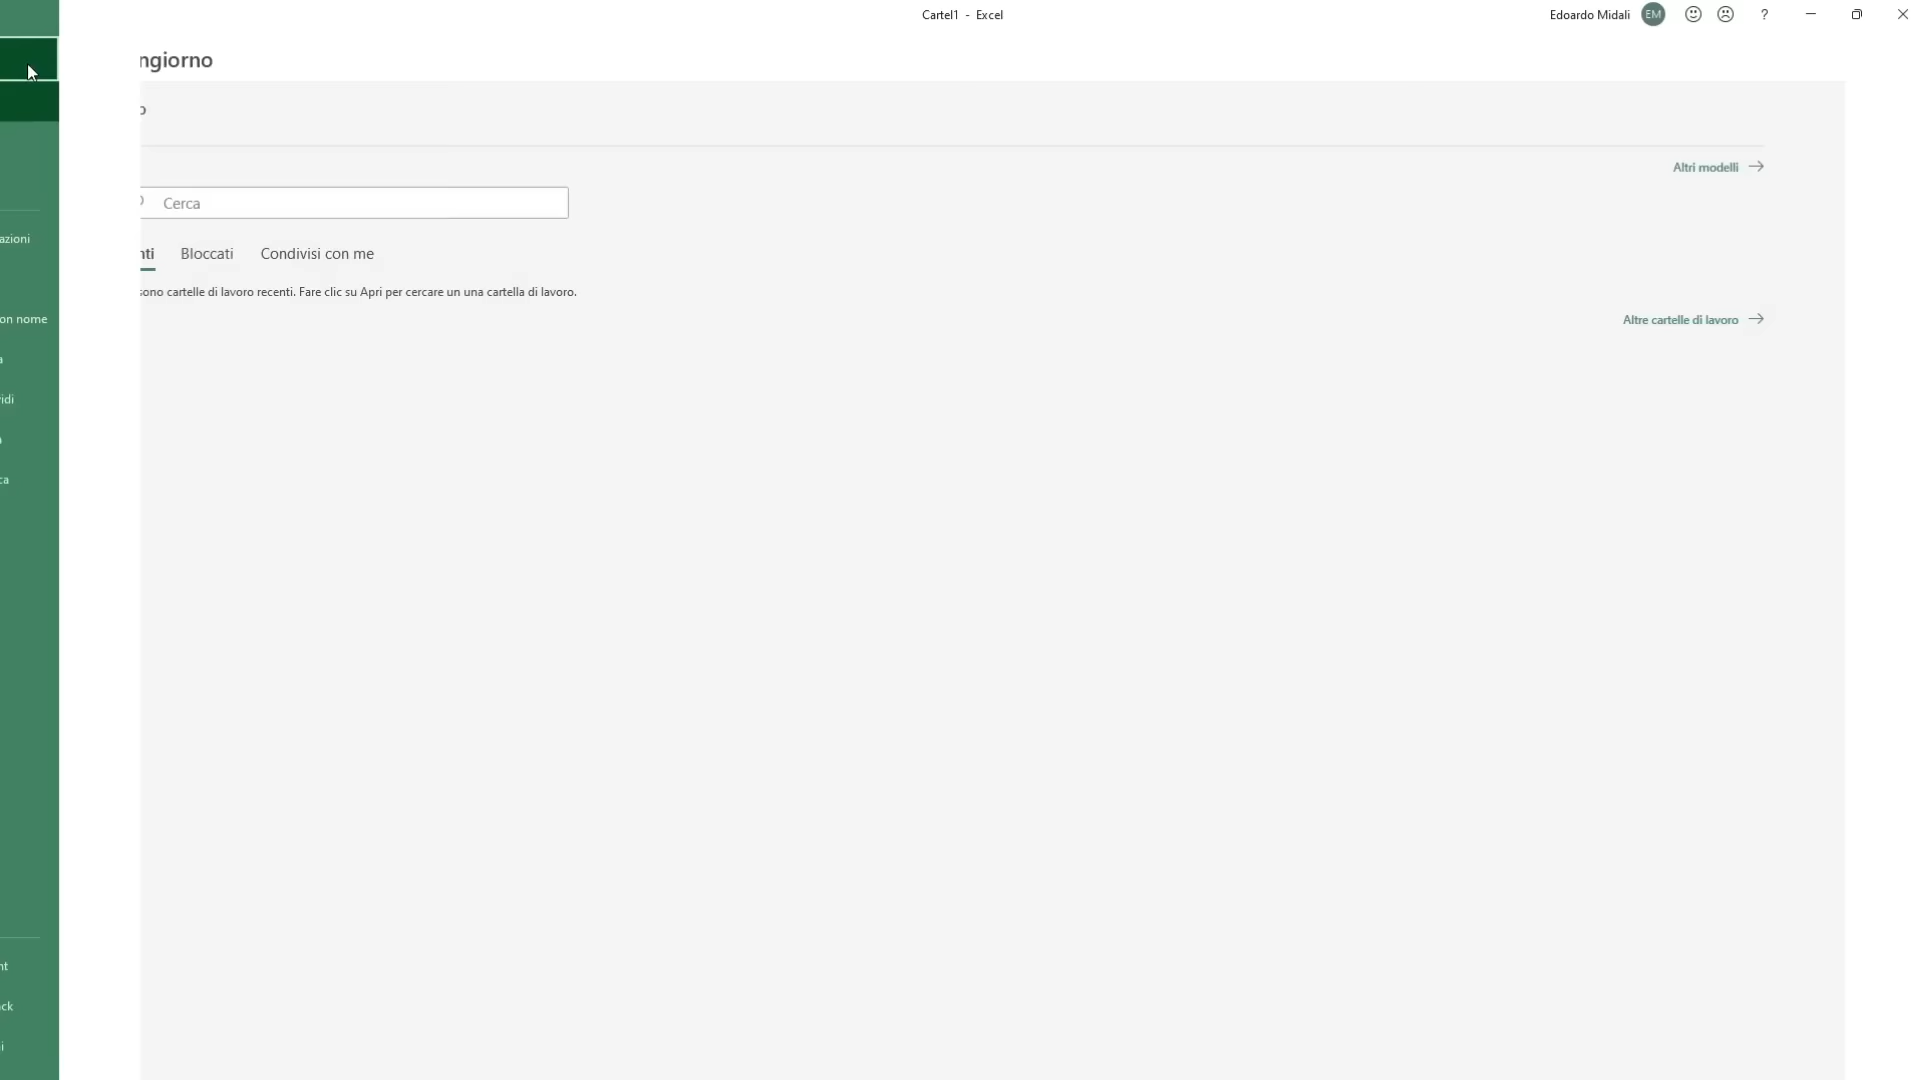 Cartel1 - Excel
Edoardo Midali EM ?
ngiorno
o
Altri modelli
Cerca
nti Bloccati Condivisi con me
sono cartelle di lavoro recenti. Fare clic su Apri per cercare un una cartella di lavoro.
Altre cartelle di lavoro
azioni
on nome
a
idi
ca
nt
ck
i